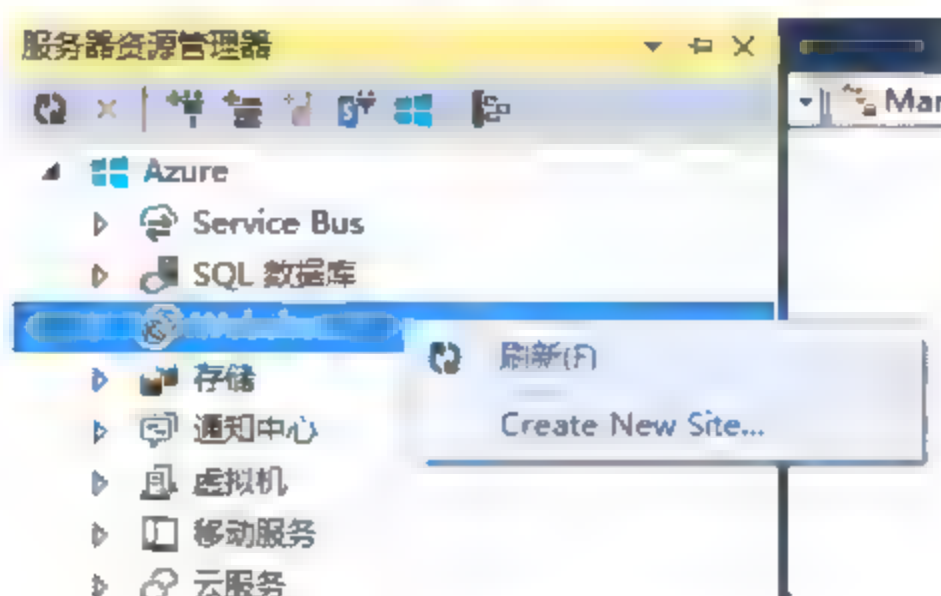 服务器资源管理器
Azure
Service Bus
SQL 数据库
刷新(F)
存储
Create New Site...
通知中心
虚拟机
移动服务
云服务